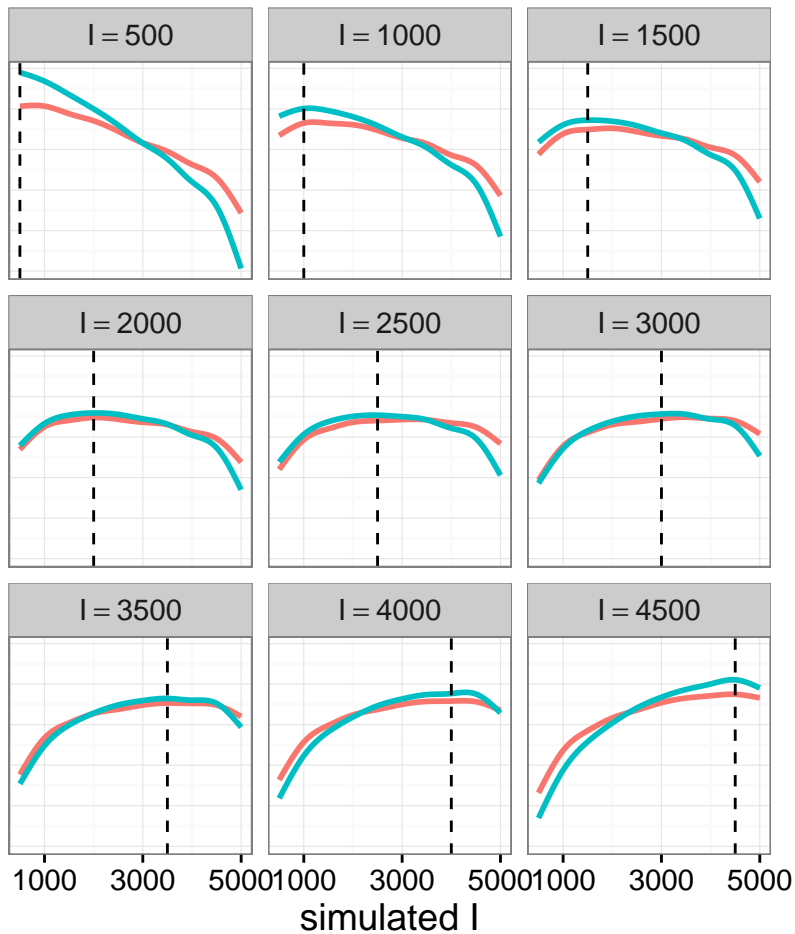 I = 500 I = 1000 I = 1500
I = 2000 I = 2500 I = 3000
I = 3500 I = 4000 I = 4500
1000 3000 5000 1000 3000 5000 1000 3000 5000
simulated I